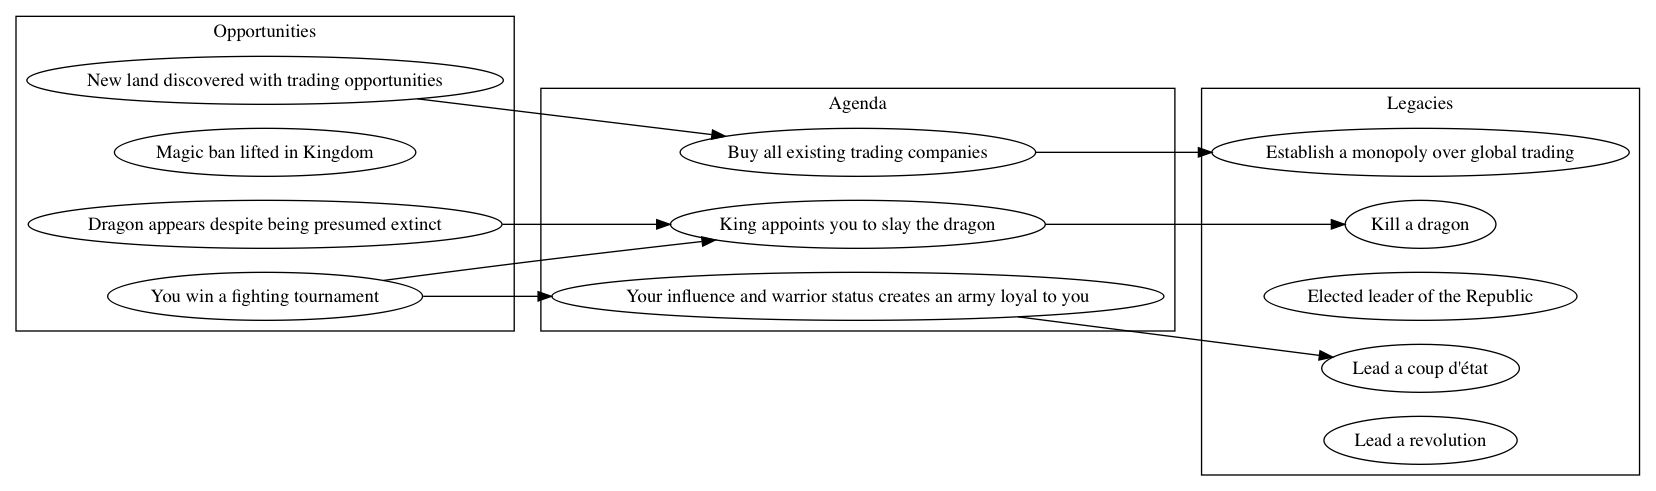 Opportunities
New land discovered with trading opportunities
Magic ban lifted in Kingdom
Dragon appears despite being presumed extinct
You win a fighting tournament
Agenda
Buy all existing trading companies
King appoints you to slay the dragon
Your influence and warrior status creates an army loyal to you
Legacies
Establish a monopoly over global trading
Kill a dragon
Elected leader of the Republic
Lead a coup d'état
Lead a revolution